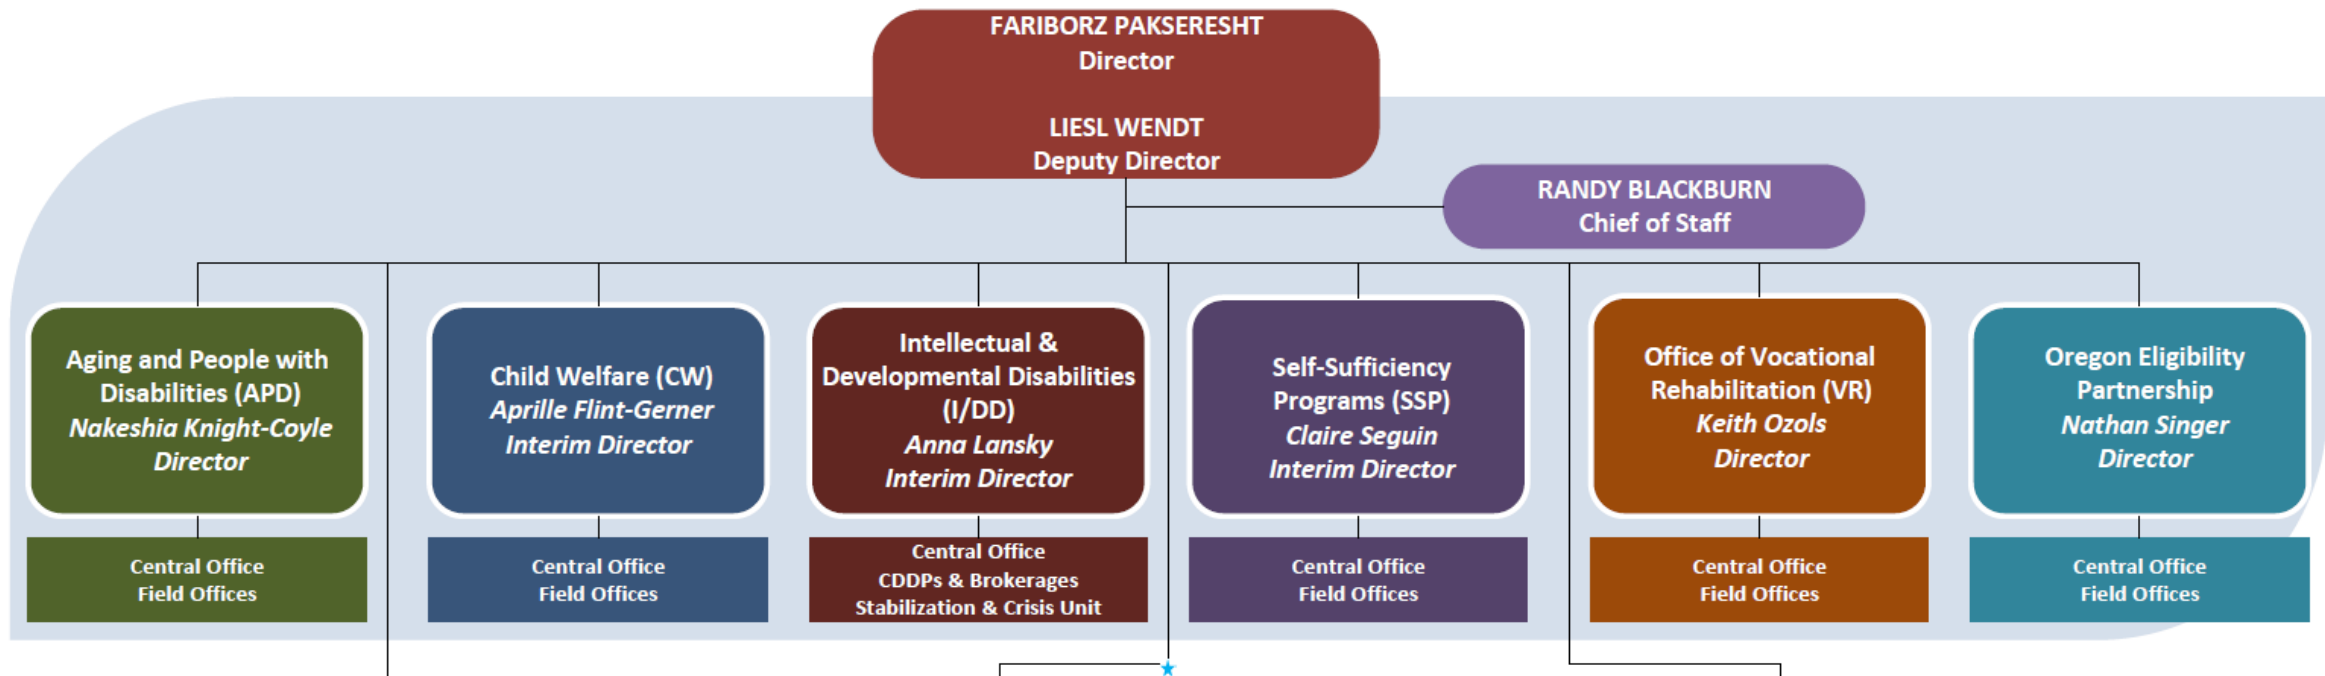 FARIBORZ PAKSERESHT
Director
LIESL WENDT
Deputy Director
RANDY BLACKBURN
Chief of Staff
Aging and People with
Disabilities (APD)
Nakeshia Knight-Coyle
Director
Child Welfare (CW)
Aprille Flint-Gerner
Interim Director
Intellectual &
Developmental Disabilities
(I/DD)
Anna Lansky
Interim Director
Self-Sufficiency
Programs (SSP)
Claire Seguin
Interim Director
Office of Vocational
Rehabilitation (VR)
Keith Ozols
Director
Oregon Eligibility
Partnership
Nathan Singer
Director
Central Office
Field Offices
Central Office
Field Offices
Central Office
CDDPs & Brokerages
Stabilization & Crisis Unit
Central Office
Field Offices
Central Office
Field Offices
Central Office
Field Offices